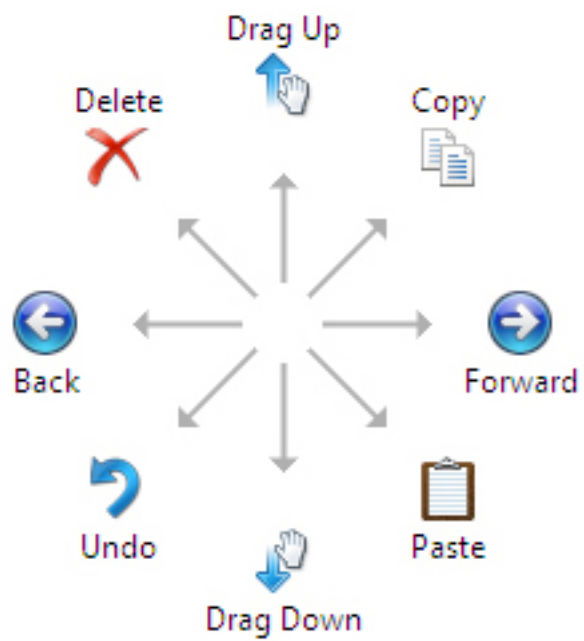 Drag Up
Delete
Copy
Back
Forward
Undo
Paste
Drag Down